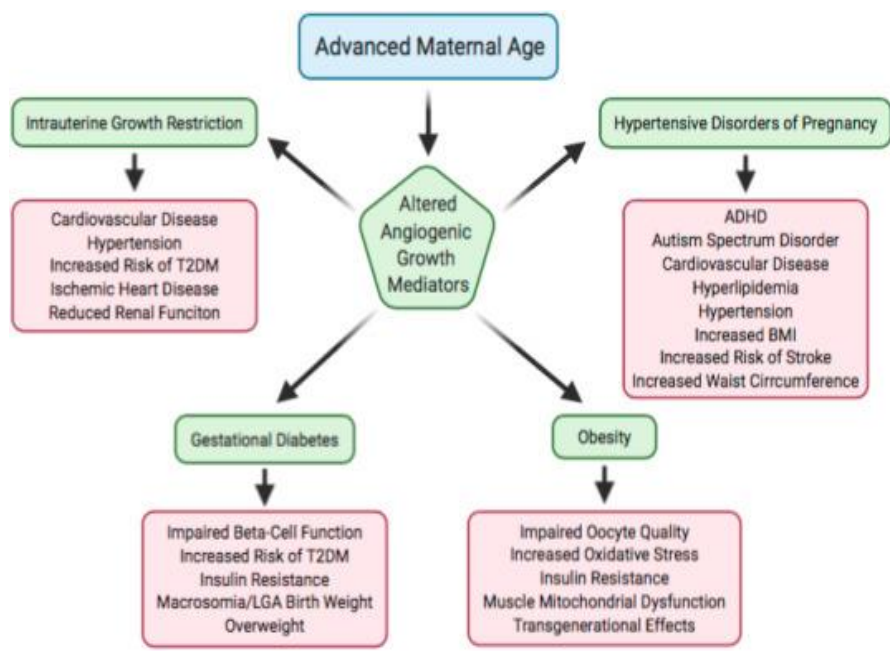 Advanced Maternal Age
Intrauterine Growth Restriction
Hypertensive Disorders of Pregnancy
Altered
Angiogenic
Growth
Mediators
Cardiovascular Disease
Hypertension
Increased Risk of T2DM
Ischemic Heart Disease
Reduced Renal Funciton
ADHD
Autism Spectrum Disorder
Cardiovascular Disease
Hyperlipidemia
Hypertension
Increased BMI
Increased Risk of Stroke
Increased Waist Cirrcumference
Gestational Diabetes
Obesity
Impaired Beta-Cell Function
Increased Risk of T2DM
Insulin Resistance
Macrosomia/LGA Birth Weight
Overweight
Impaired Oocyte Quality
Increased Oxidative Stress
Insulin Resistance
Muscle Mitochondrial Dysfunction
Transgenerational Effects